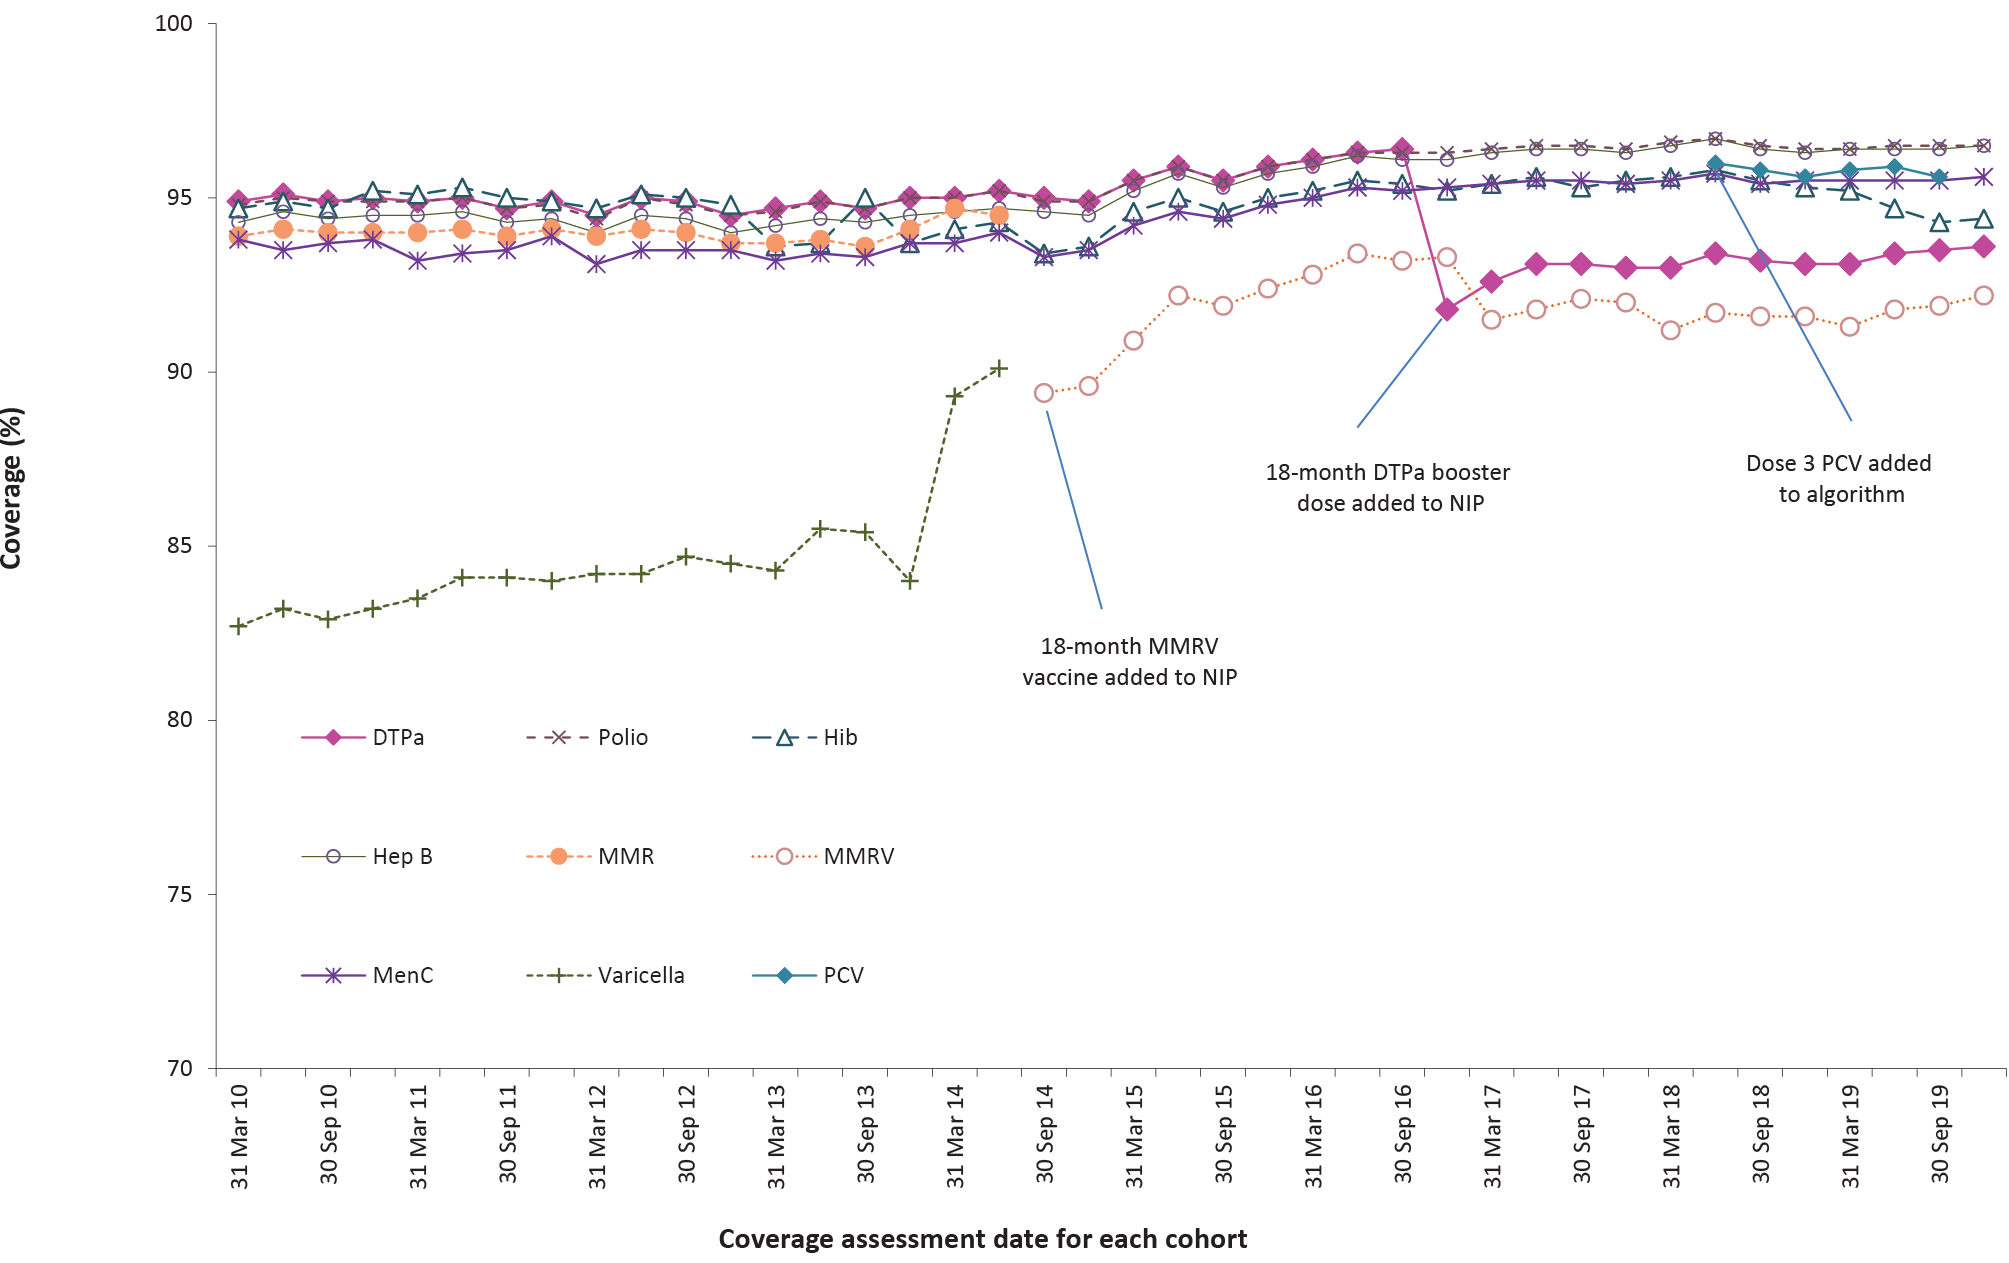 100
95
90
85
80
75
70
Coverage (%)
18-month MMRV
vaccine added to NIP
18-month DTPa booster
dose added to NIP
Dose 3 PCV added
to algorithm
DTPa
Polio
Hib
Hep B
MMR
MMRV
MenC
Varicella
PCV
31 Mar 10
30 Sep 10
31 Mar 11
30 Sep 11
31 Mar 12
30 Sep 12
31 Mar 13
30 Sep 13
31 Mar 14
30 Sep 14
31 Mar 15
30 Sep 15
31 Mar 16
30 Sep 16
31 Mar 17
30 Sep 17
31 Mar 18
30 Sep 18
31 Mar 19
30 Sep 19
Coverage assessment date for each cohort